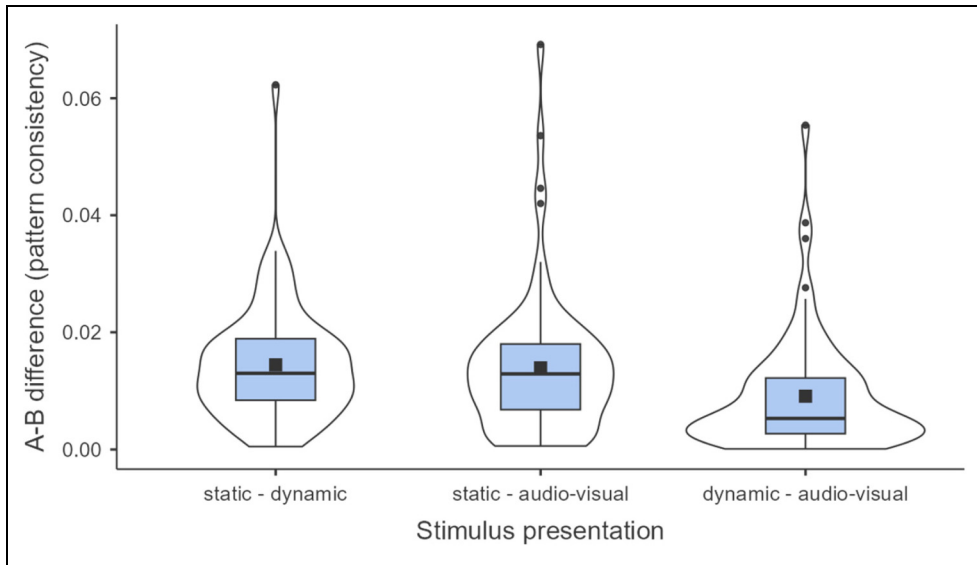 A-B difference (pattern consistency)
0.06
0.04
0.02
0.00
static - dynamic
static - audio-visual
dynamic - audio-visual
Stimulus presentation